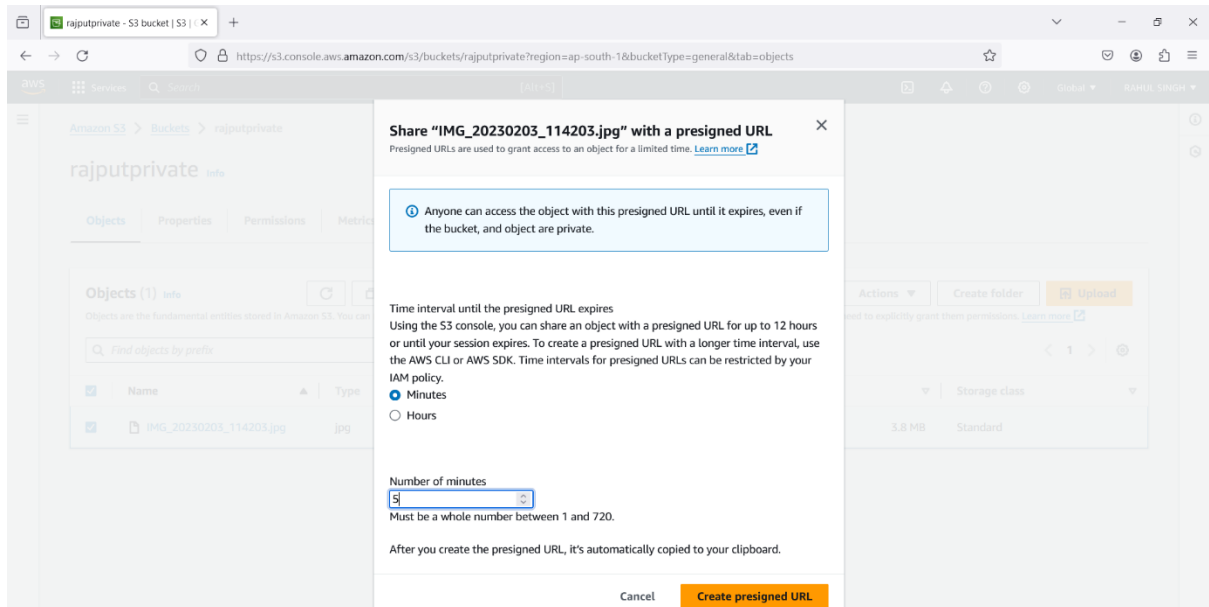 rajputprivate - S3 bucket | S3 |
https://s3.console.aws.amazon.com/s3/buckets/rajputprivate?region=ap-south-1&bucketType=general&tab=objects
aws Services Search [Alt+S] Global RAHUL SINGH
Amazon S3 > Buckets > rajputprivate
rajputprivate Info
Objects Properties Permissions Metrics
Objects (1) Info
Actions Create folder Upload
Objects are the fundamental entities stored in Amazon S3. You can
need to explicitly grant them permissions. Learn more
Find objects by prefix
1
Name Type Storage class
IMG_20230203_114203.jpg jpg 3.8 MB Standard
Share “IMG_20230203_114203.jpg” with a presigned URL
Presigned URLs are used to grant access to an object for a limited time. Learn more
Anyone can access the object with this presigned URL until it expires, even if
the bucket, and object are private.
Time interval until the presigned URL expires
Using the S3 console, you can share an object with a presigned URL for up to 12 hours
or until your session expires. To create a presigned URL with a longer time interval, use
the AWS CLI or AWS SDK. Time intervals for presigned URLs can be restricted by your
IAM policy.
Minutes
Hours
Number of minutes
5
Must be a whole number between 1 and 720.
After you create the presigned URL, it's automatically copied to your clipboard.
Cancel Create presigned URL